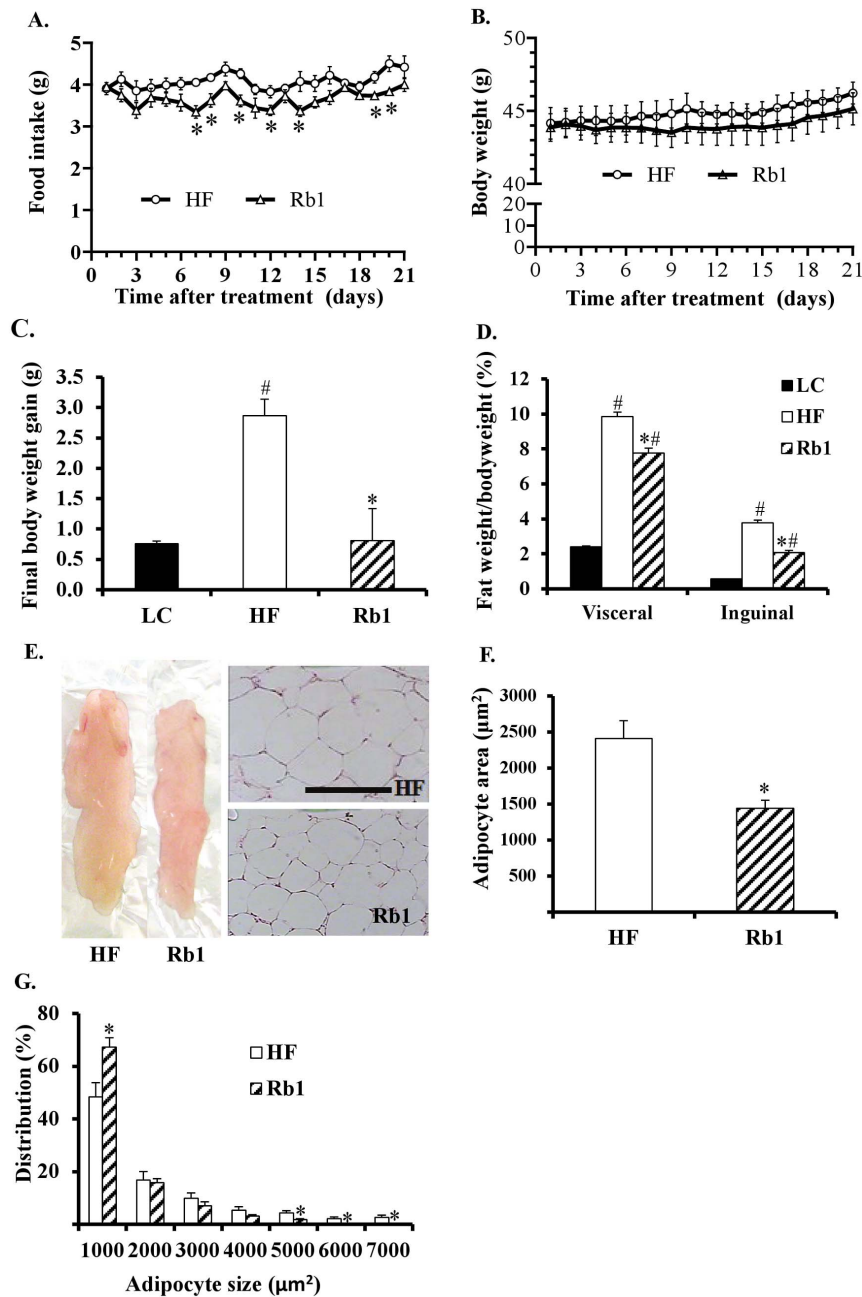 A.
5
4
3
2
1
0
Food intake (g)
* * * * * * *
HF Rb1
0 3 6 9 12 15 18 21
Time after treatment (days)
B.
50
45
40
20
10
0
Body weight (g)
HF Rb1
0 3 6 9 12 15 18 21
Time after treatment (days)
C.
3.5
3.0
2.5
2.0
1.5
1.0
0.5
0.0
Final body weight gain (g)
#
*
LC HF Rb1
D.
12
10
8
6
4
2
0
Fat weight/bodyweight (%)
LC
HF
Rb1
#
*#
#
*#
Visceral Inguinal
E.
HF Rb1
HF
Rb1
F.
3000
2500
2000
1500
1000
500
Adipocyte area (µm²)
*
HF Rb1
G.
80
60
40
20
Distribution (%)
HF
Rb1
*
* * *
1000 2000 3000 4000 5000 6000 7000
Adipocyte size (µm²)